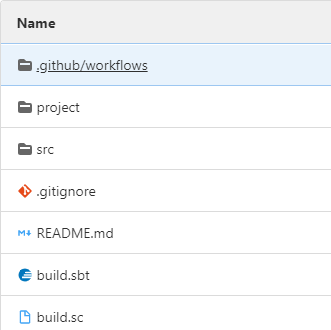 Name
.github/workflows
project
src
.gitignore
README.md
build.sbt
build.sc